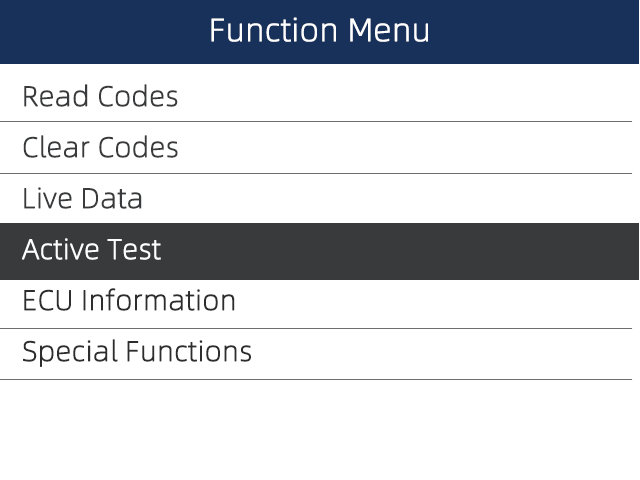 Function Menu
Read Codes
Clear Codes
Live Data
Active Test
ECU Information
Special Functions